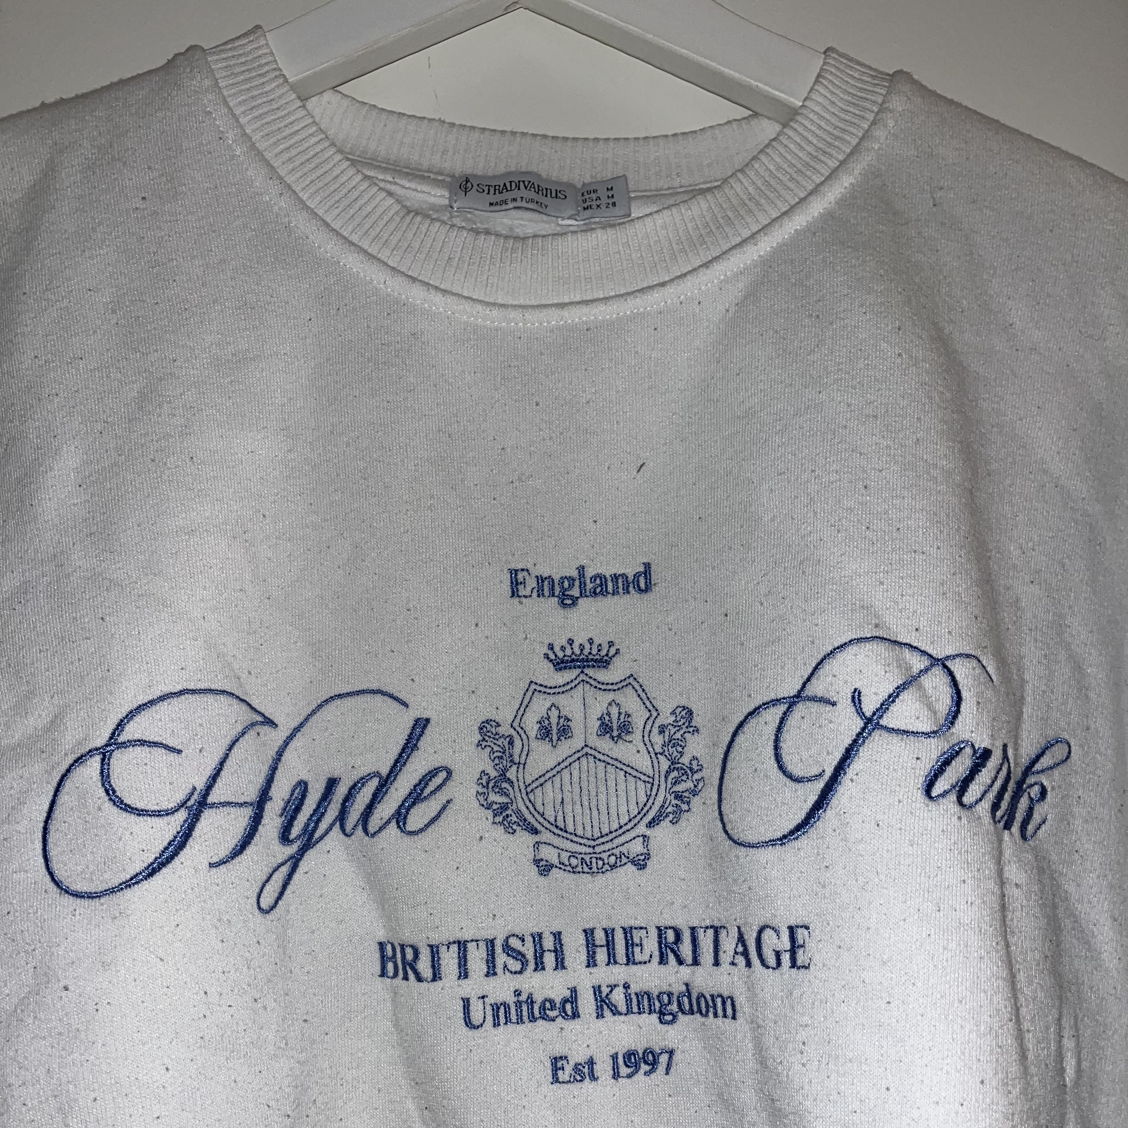 STRADIVARIUS
MADE IN TURKEY
EUR M
USA M
MEX 28
England
Hyde Park
LONDON
BRITISH HERITAGE
United Kingdom
Est 1997